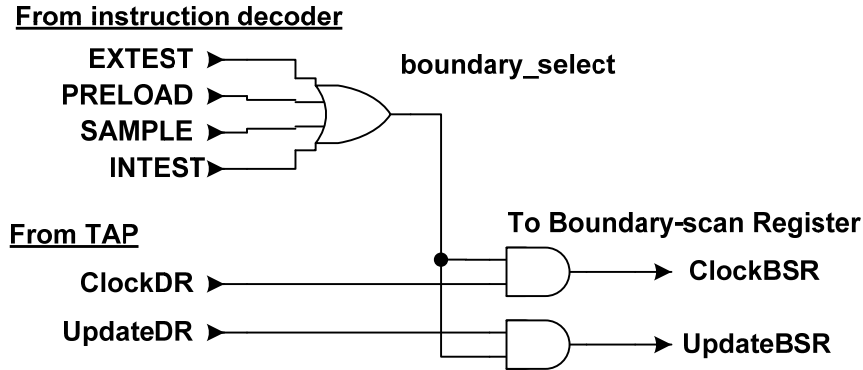 From instruction decoder
EXTEST
boundary_select
PRELOAD
SAMPLE
INTEST
To Boundary-scan Register
From TAP
ClockDR
ClockBSR
UpdateDR
UpdateBSR